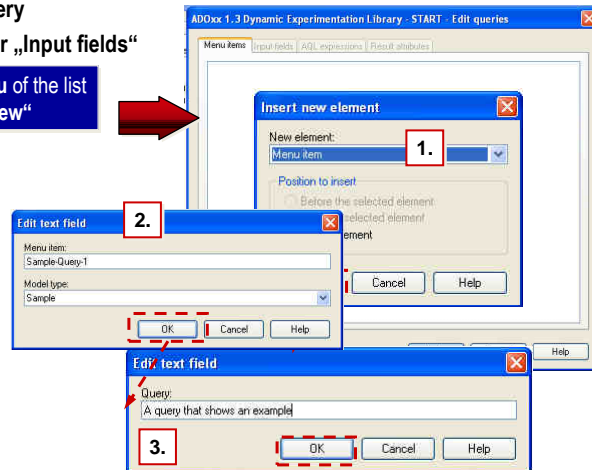 ery
r „Input fields“
u of the list
ew“
ADOxx 1.3 Dynamic Experimentation Library - START - Edit queries
Menu items Input fields AQL expressions Result attributes
Insert new element
New element:
Menu item
1.
Position to insert
Before the selected element
selected element
ement
Cancel Help
Help
Edit text field
2.
Menu item:
Sample-Query-1
Model type:
Sample
OK Cancel Help
Edit text field
Query:
A query that shows an example
3.
OK Cancel Help